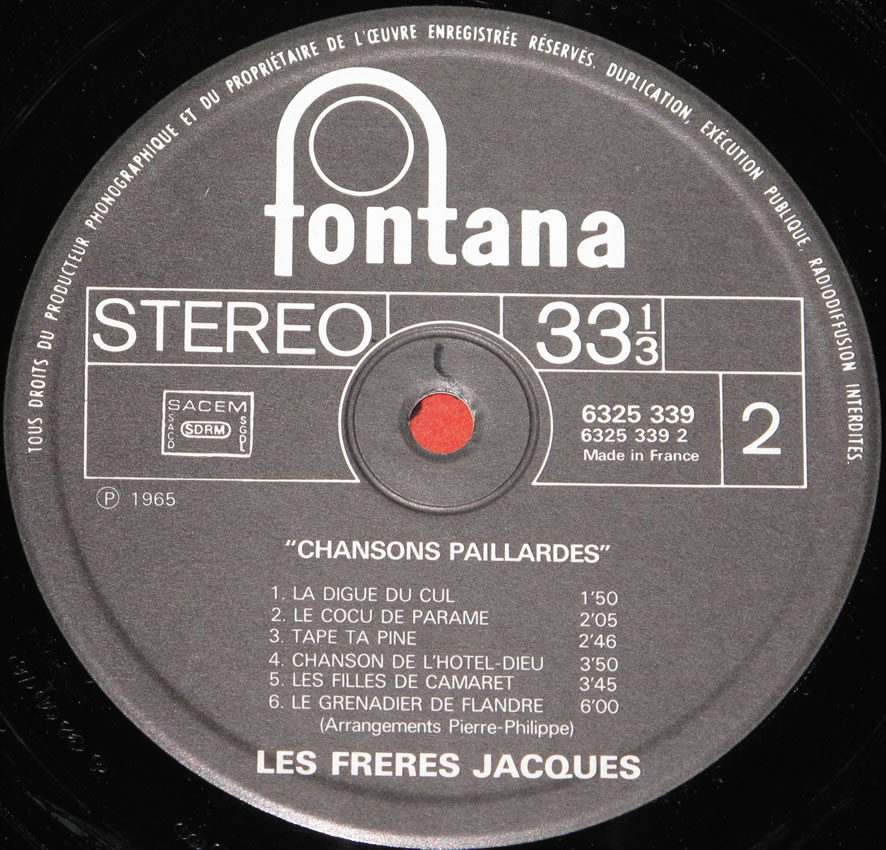 TOUS DROITS DU PRODUCTEUR PHONOGRAPHIQUE ET DU PROPRIÉTAIRE DE L'ŒUVRE ENREGISTRÉE RÉSERVÉS. DUPLICATION, EXÉCUTION PUBLIQUE, RADIODIFFUSION INTERDITES.
fontana
STEREO
33 1/3
SACEM
SACD
SDRM
SGDL
6325 339
6325 339 2
Made in France
2
Ⓟ 1965
"CHANSONS PAILLARDES"
1. LA DIGUE DU CUL 1'50
2. LE COCU DE PARAME 2'05
3. TAPE TA PINE 2'46
4. CHANSON DE L'HOTEL-DIEU 3'50
5. LES FILLES DE CAMARET 3'45
6. LE GRENADIER DE FLANDRE 6'00
(Arrangements Pierre-Philippe)
LES FRERES JACQUES